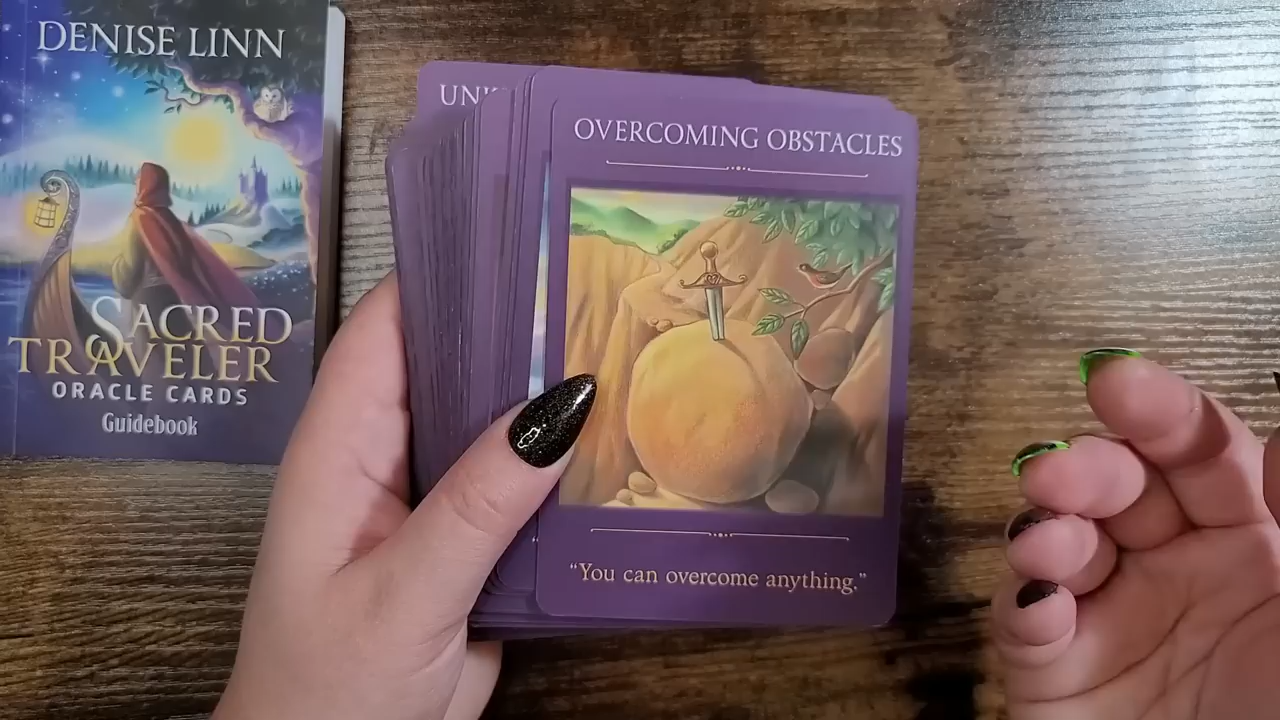 DENISE LINN
SACRED
TRAVELER
ORACLE CARDS
Guidebook
OVERCOMING OBSTACLES
"You can overcome anything."